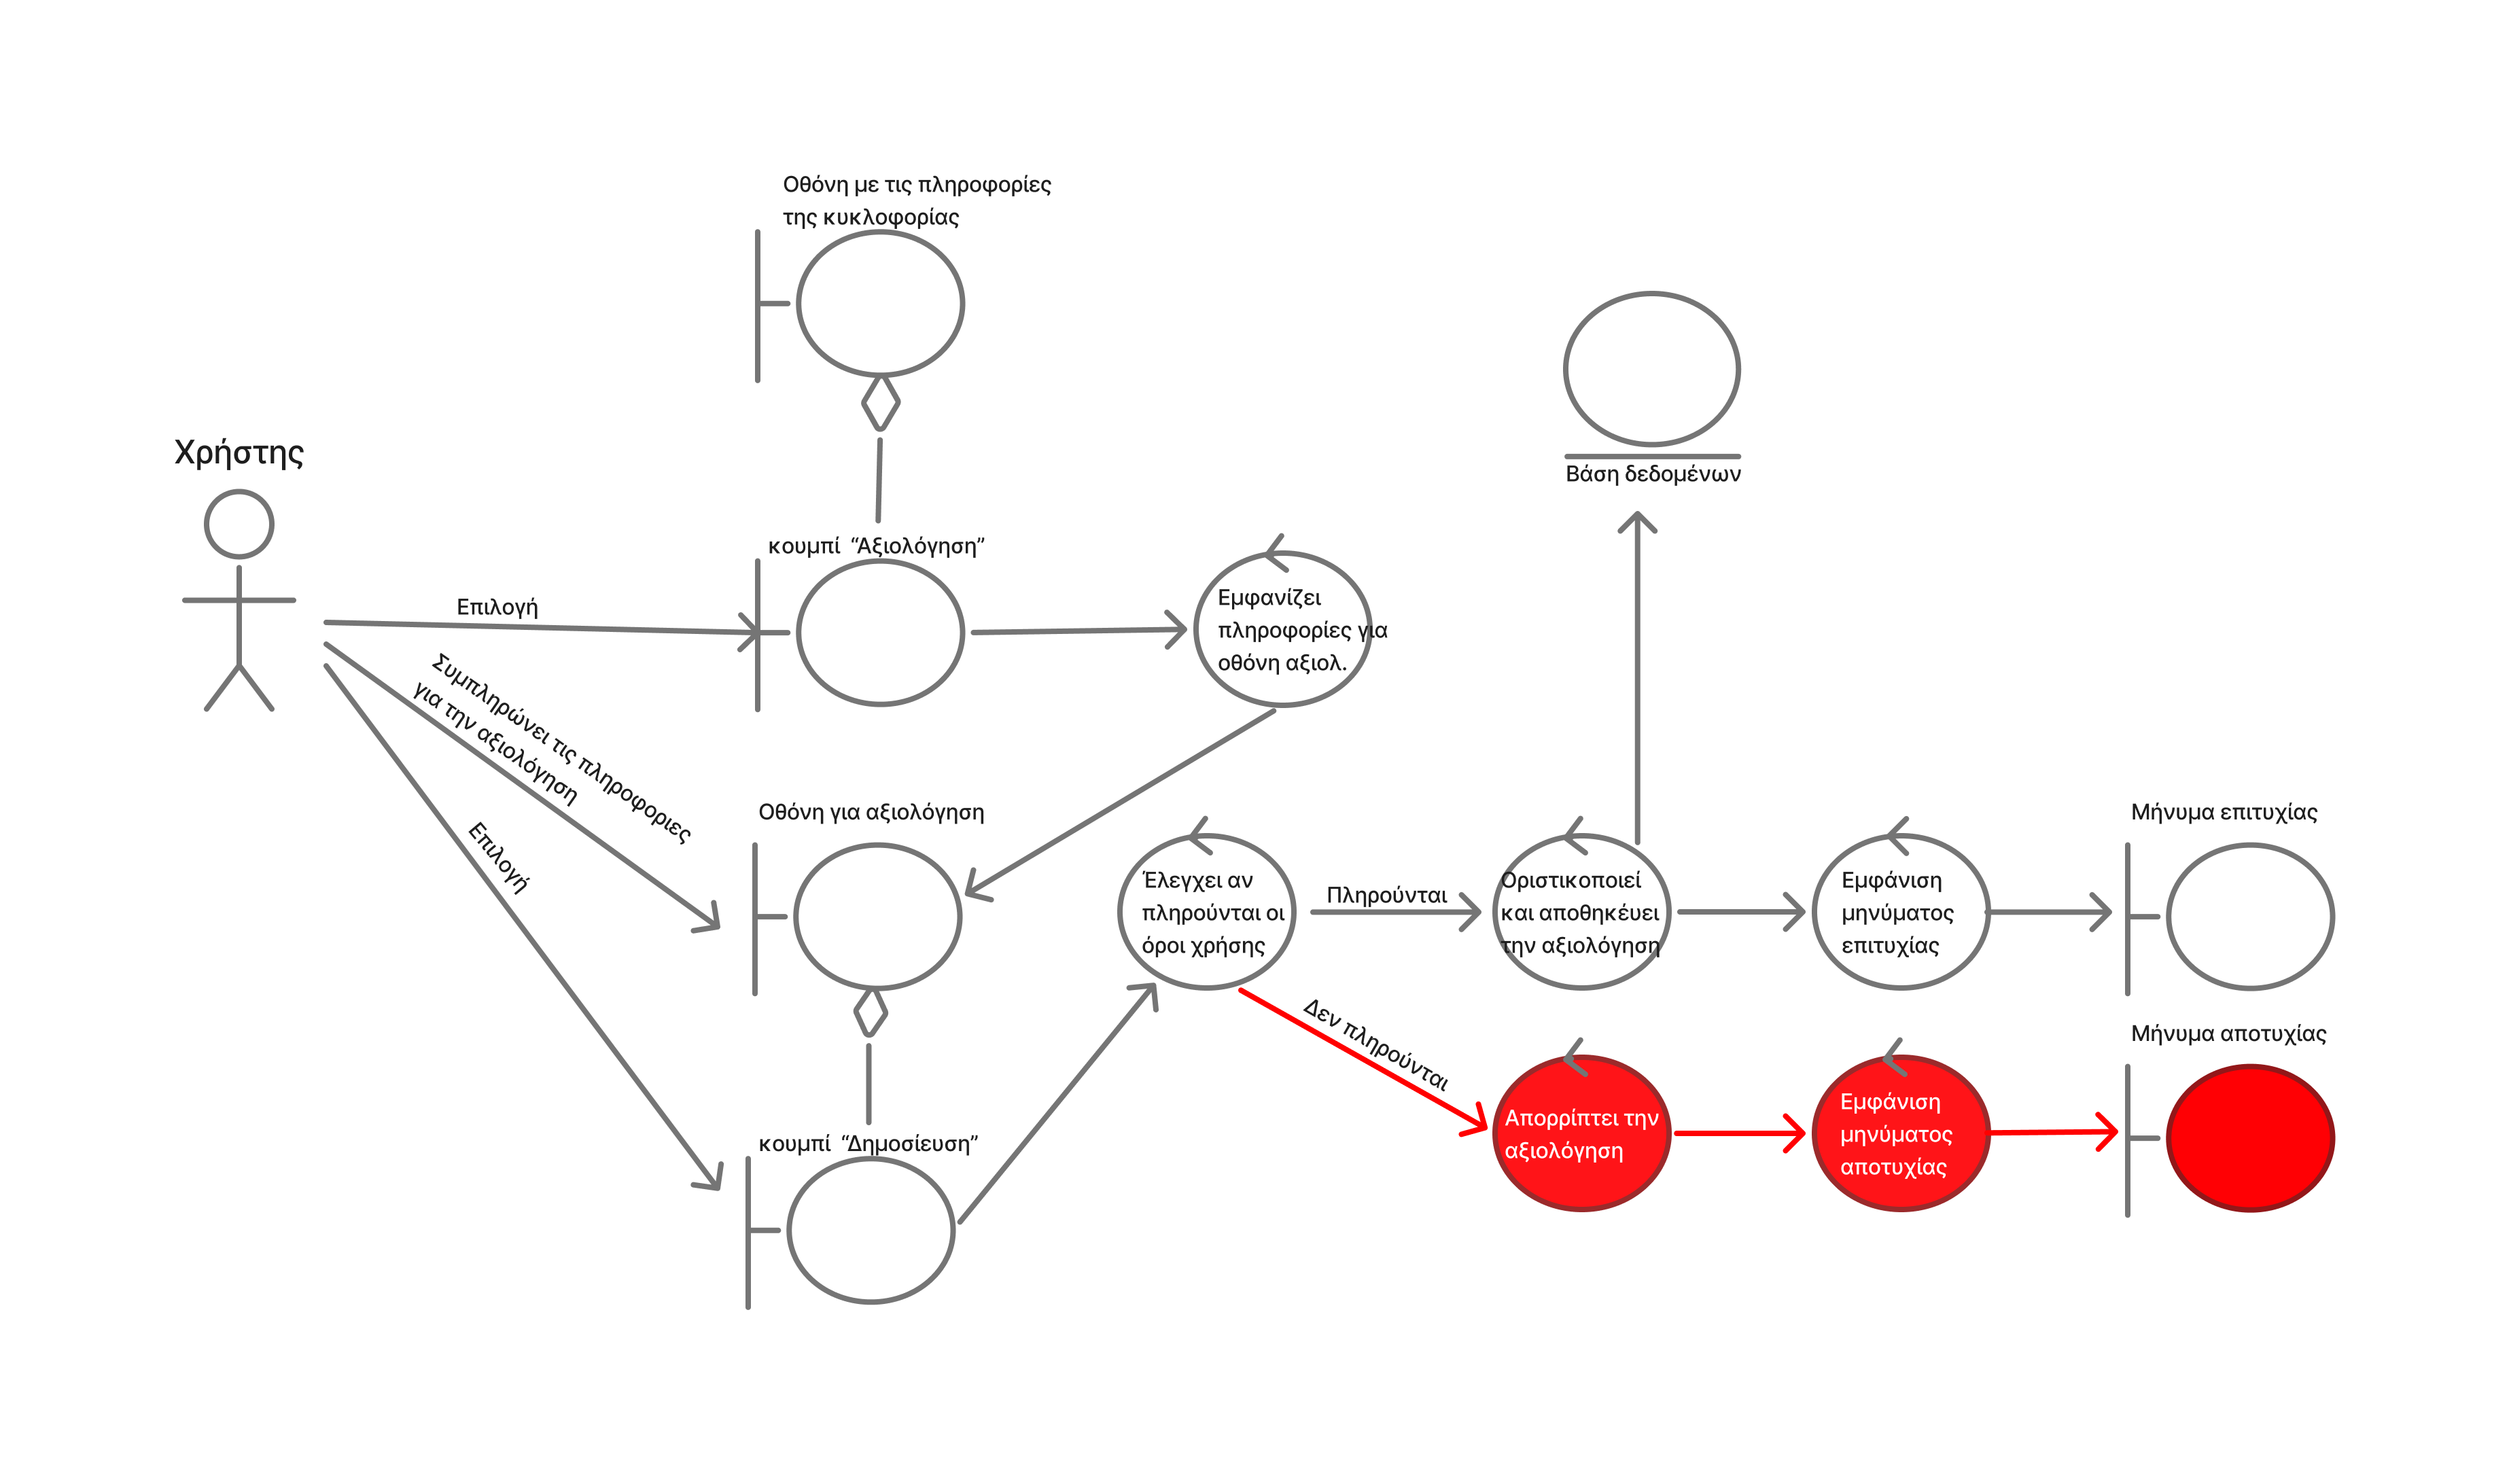 Οθόνη με τις πληροφορίες
της κυκλοφορίας
Χρήστης
κουμπί “Αξιολόγηση”
Επιλογή
Εμφανίζει
πληροφορίες για
οθόνη αξιολ.
Βάση δεδομένων
Συμπληρώνει τις πληροφοριες
για την αξιολόγηση
Επιλογή
Οθόνη για αξιολόγηση
Έλεγχει αν
πληρούνται οι
όροι χρήσης
Πληρούνται
Οριστικοποιεί
και αποθηκέυει
την αξιολόγηση
Εμφάνιση
μηνύματος
επιτυχίας
Μήνυμα επιτυχίας
Δεν πληρούνται
Απορρίπτει την
αξιολόγηση
Εμφάνιση
μηνύματος
αποτυχίας
Μήνυμα αποτυχίας
κουμπί “Δημοσίευση”